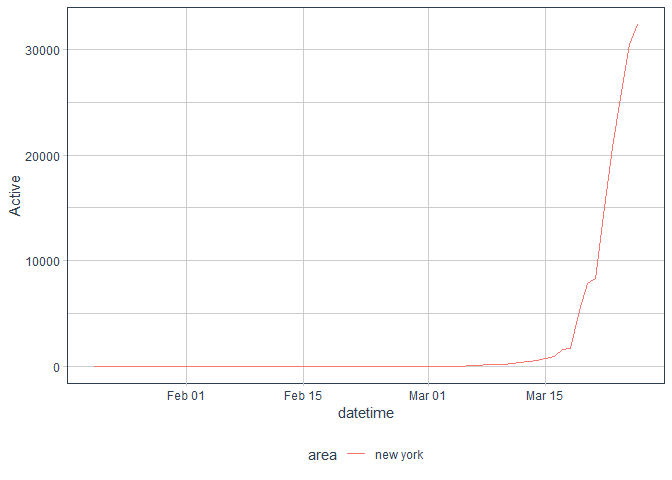 30000
20000
10000
0
Active
Feb 01 Feb 15 Mar 01 Mar 15
datetime
area new york